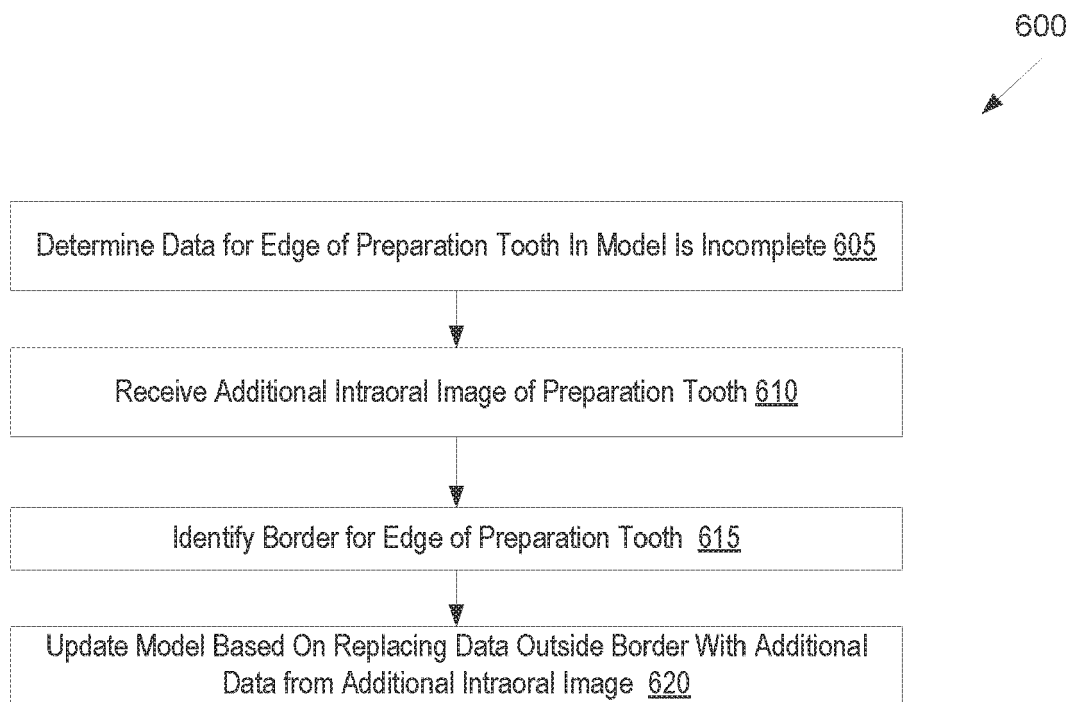 600
Determine Data for Edge of Preparation Tooth In Model Is Incomplete 605
Receive Additional Intraoral Image of Preparation Tooth 610
Identify Border for Edge of Preparation Tooth 615
Update Model Based On Replacing Data Outside Border With Additional
Data from Additional Intraoral Image 620